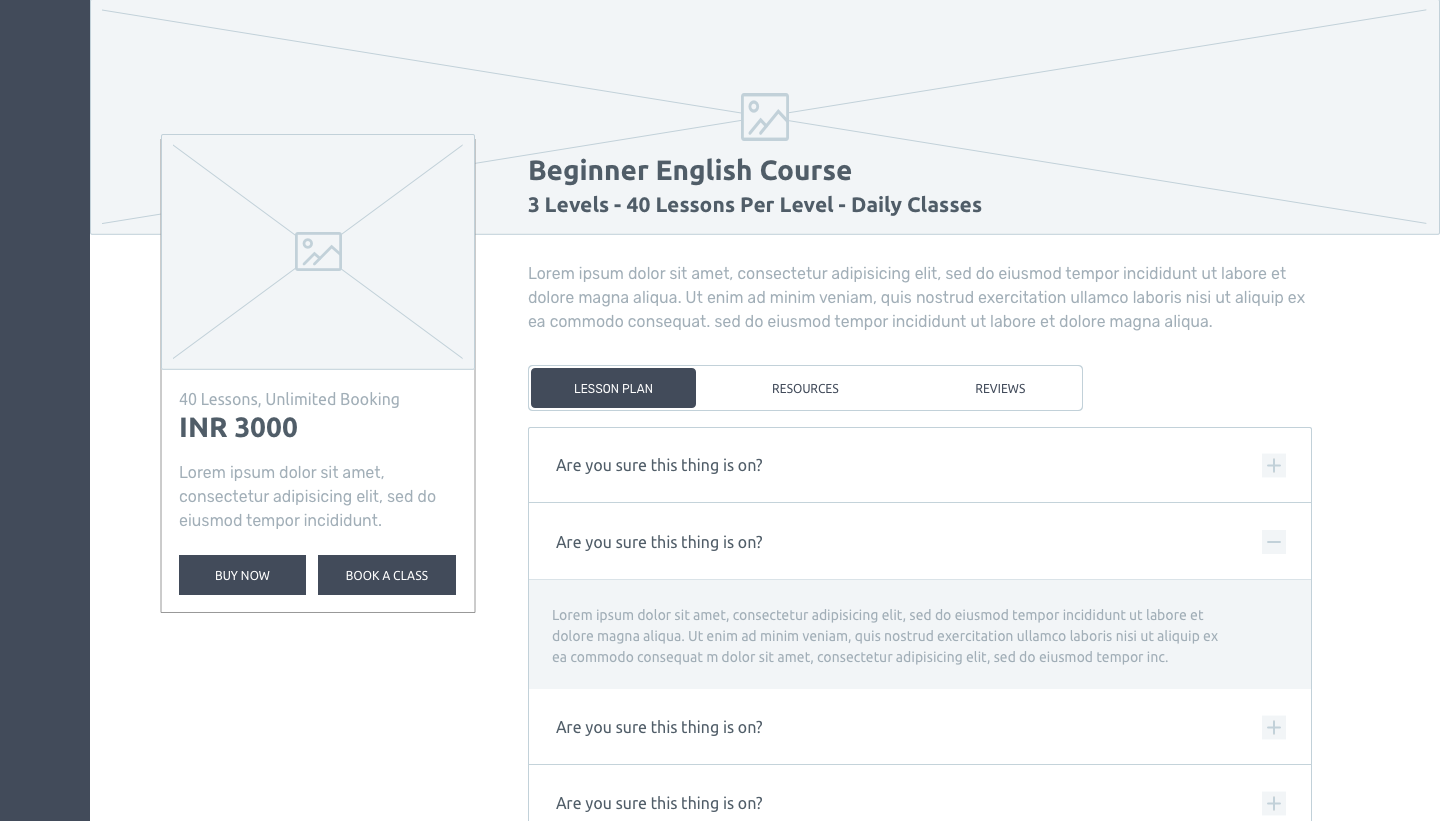 Beginner English Course
3 Levels - 40 Lessons Per Level - Daily Classes
Lorem ipsum dolor sit amet, consectetur adipisicing elit, sed do eiusmod tempor incididunt ut labore et
dolore magna aliqua. Ut enim ad minim veniam, quis nostrud exercitation ullamco laboris nisi ut aliquip ex
ea commodo consequat. sed do eiusmod tempor incididunt ut labore et dolore magna aliqua.
40 Lessons, Unlimited Booking
INR 3000
Lorem ipsum dolor sit amet,
consectetur adipisicing elit, sed do
eiusmod tempor incididunt.
BUY NOW
BOOK A CLASS
LESSON PLAN
RESOURCES
REVIEWS
Are you sure this thing is on?
Are you sure this thing is on?
Lorem ipsum dolor sit amet, consectetur adipisicing elit, sed do eiusmod tempor incididunt ut labore et
dolore magna aliqua. Ut enim ad minim veniam, quis nostrud exercitation ullamco laboris nisi ut aliquip ex
ea commodo consequat m dolor sit amet, consectetur adipisicing elit, sed do eiusmod tempor inc.
Are you sure this thing is on?
Are you sure this thing is on?